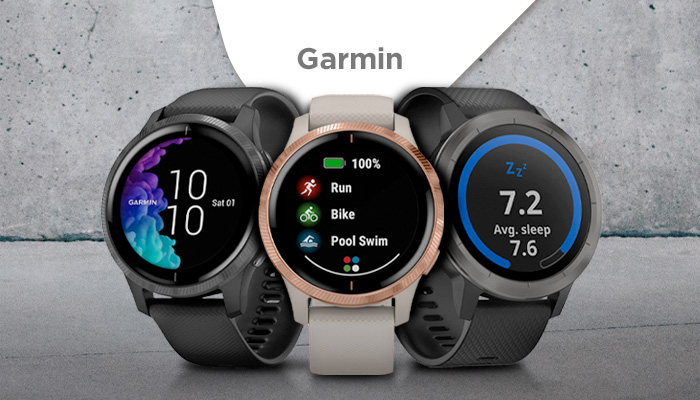 Garmin
GARMIN
10
10
Sat 01
100%
Run
Bike
Pool Swim
Zzz
7.2
Avg. sleep
7.6